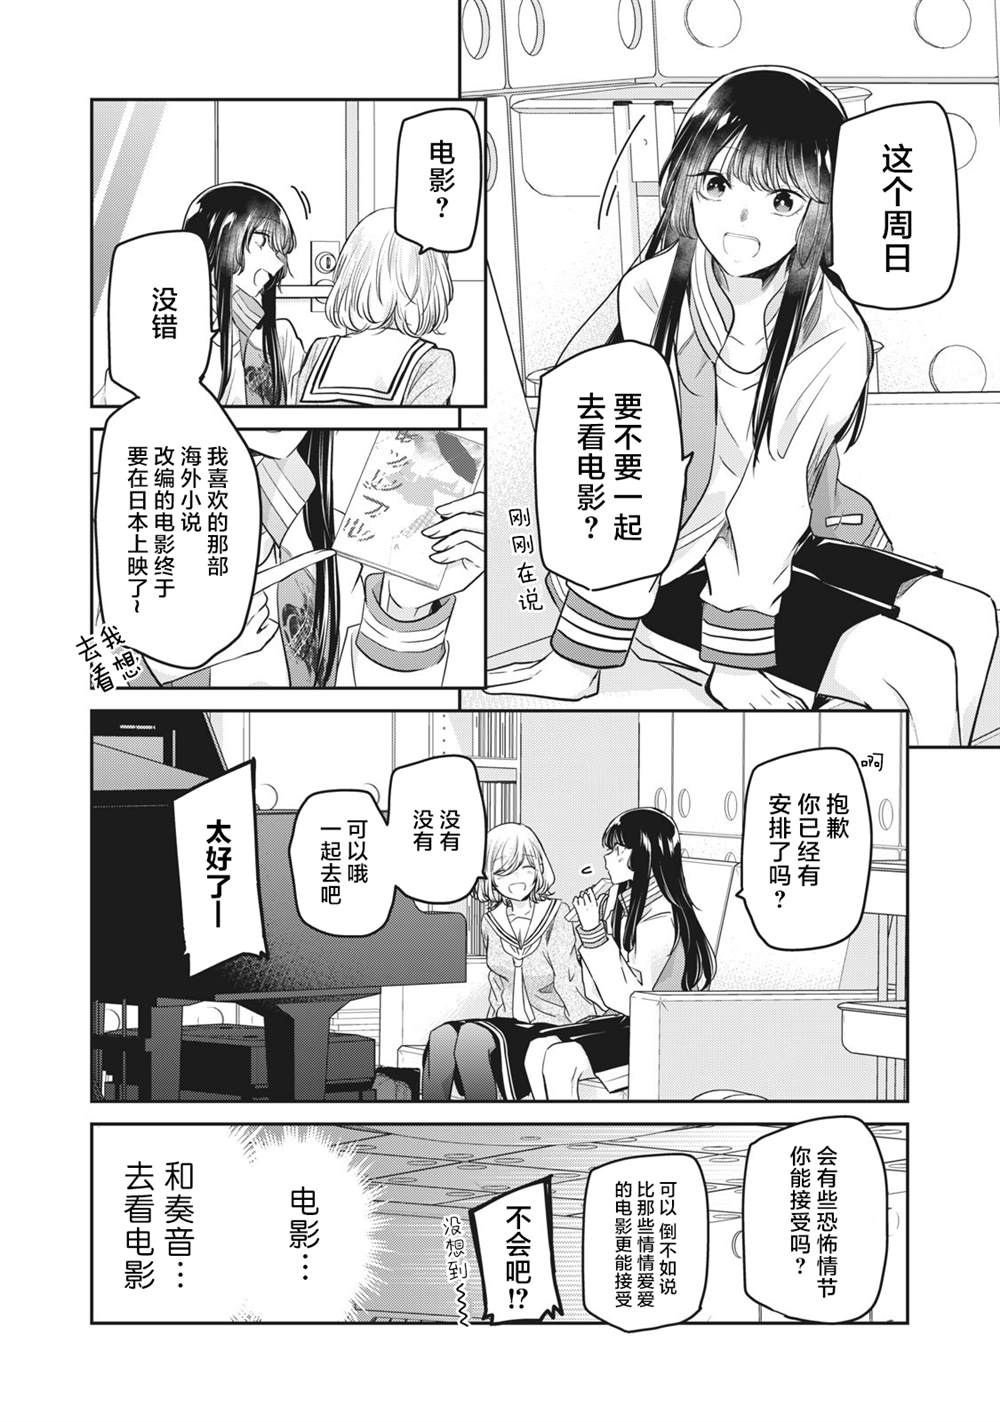 这个周日
要不要一起
去看电影？
刚刚在说
电影？
没错
我喜欢的那部
海外小说
改编的电影终于
要在日本上映了~
我想
去看
啊
抱歉
你已经有
安排了吗？
没有
没有
可以哦
一起去吧
太好了ー
会有些恐怖情节
你能接受吗？
可以 倒不如说
比那些情情爱爱
的电影更能接受
不会吧!?
没想到
电影…
和奏音…
去看电影